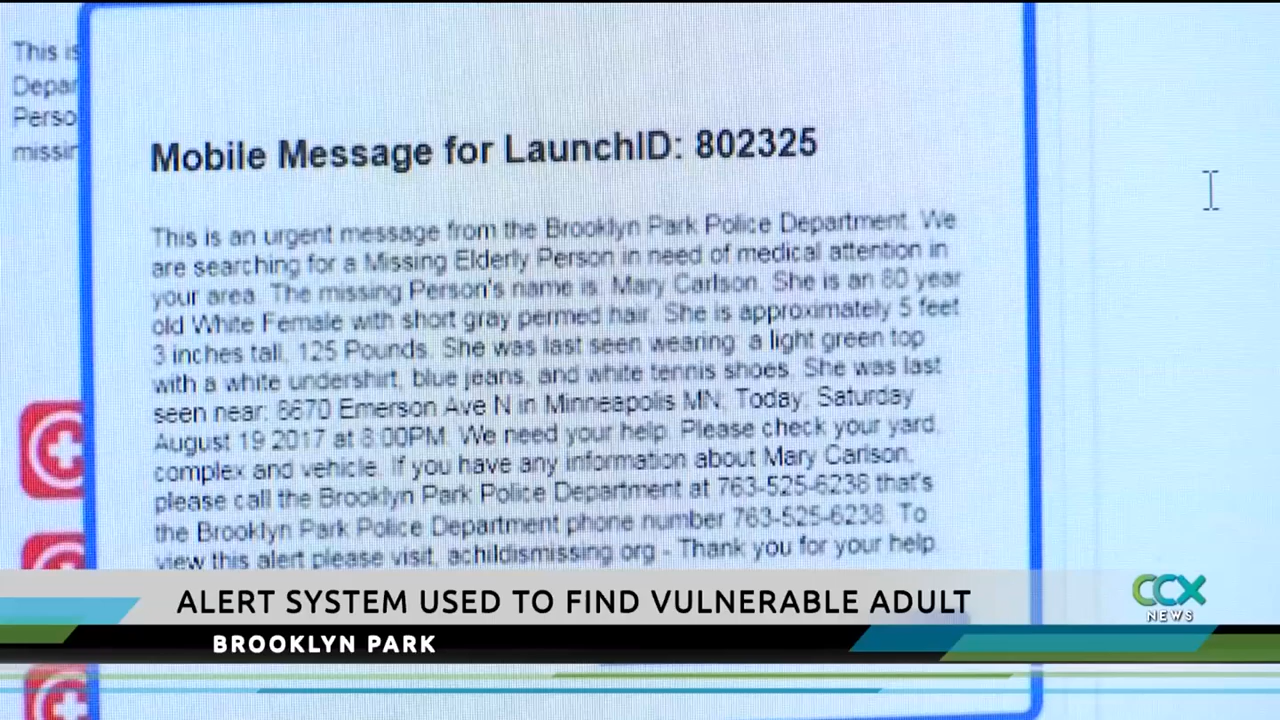 This is
Depar
Perso
missir
Mobile Message for LaunchID: 802325
This is an urgent message from the Brooklyn Park Police Department. We
are searching for a Missing Elderly Person in need of medical attention in
your area. The missing Person's name is: Mary Carlson. She is an 80 year
old White Female with short gray permed hair. She is approximately 5 feet
3 inches tall, 125 Pounds. She was last seen wearing: a light green top
with a white undershirt, blue jeans, and white tennis shoes. She was last
seen near: 6670 Emerson Ave N in Minneapolis MN, Today, Saturday
August 19 2017 at 8:00PM. We need your help. Please check your yard,
complex and vehicle. If you have any information about Mary Carlson,
please call the Brooklyn Park Police Department at 763-525-6238 that's
the Brooklyn Park Police Department phone number 763-525-6238. To
view this alert please visit, achildismissing.org - Thank you for your help.
ALERT SYSTEM USED TO FIND VULNERABLE ADULT
CCX
NEWS
BROOKLYN PARK